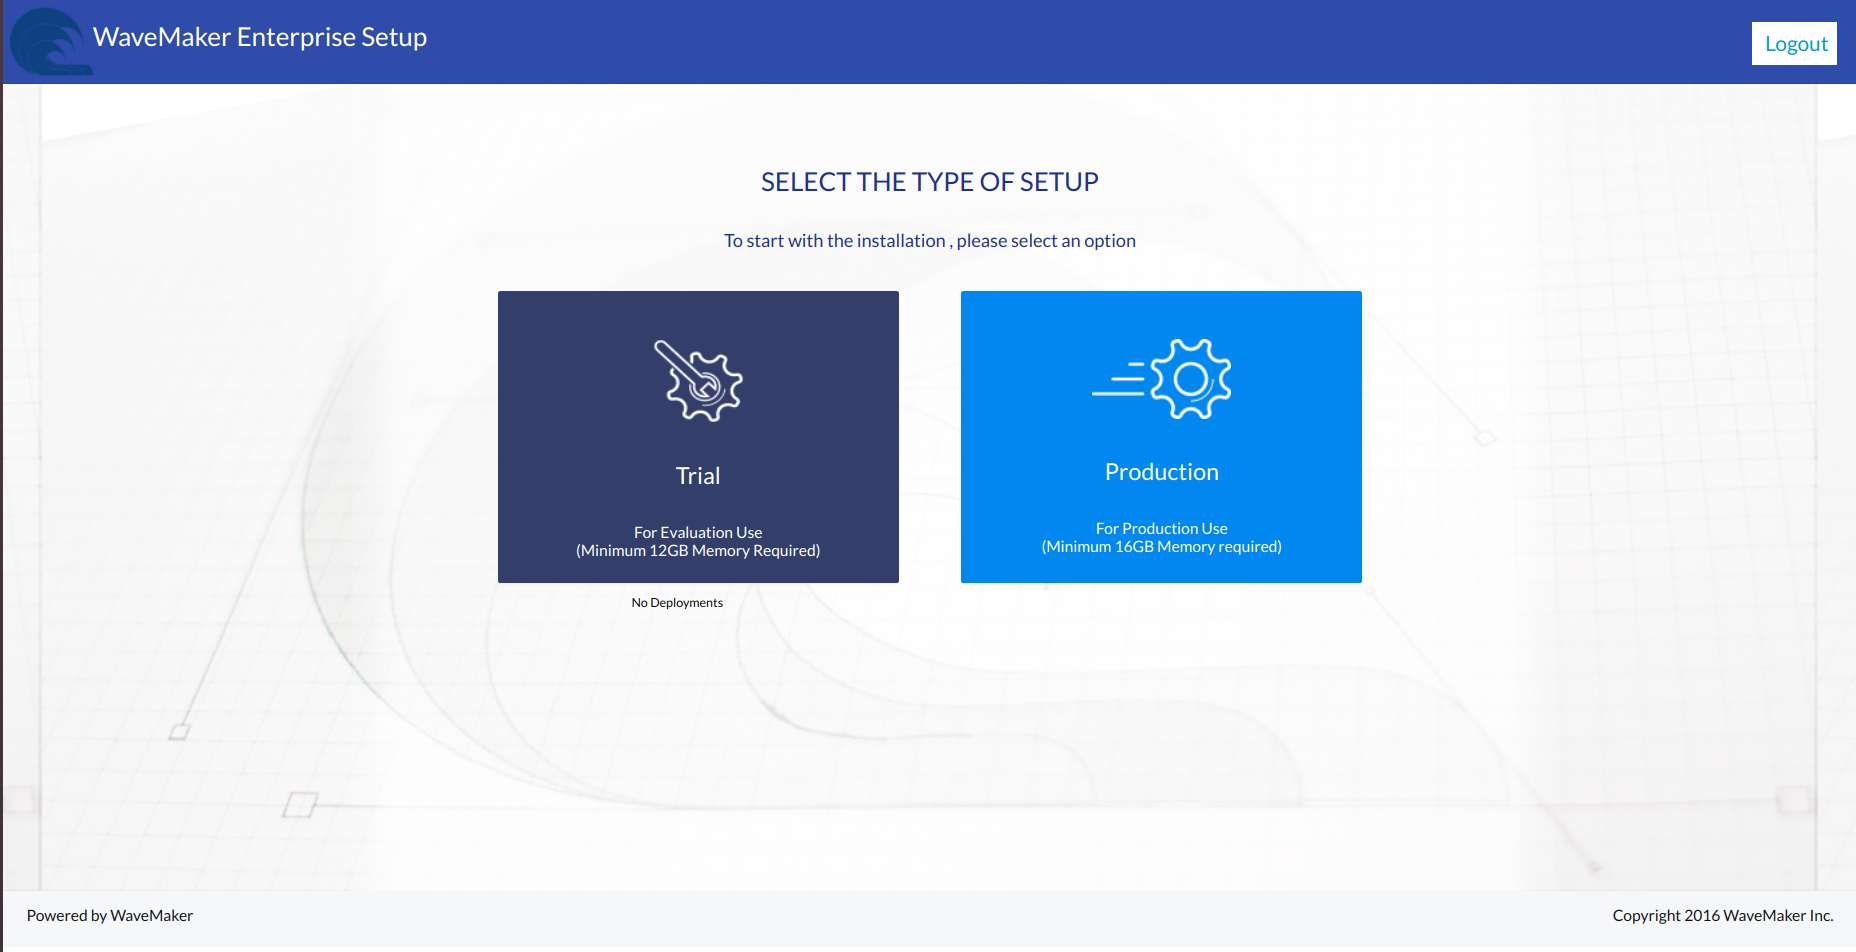 WaveMaker Enterprise Setup
Logout
SELECT THE TYPE OF SETUP
To start with the installation , please select an option
Trial
For Evaluation Use
(Minimum 12GB Memory Required)
No Deployments
Production
For Production Use
(Minimum 16GB Memory required)
Powered by WaveMaker
Copyright 2016 WaveMaker Inc.